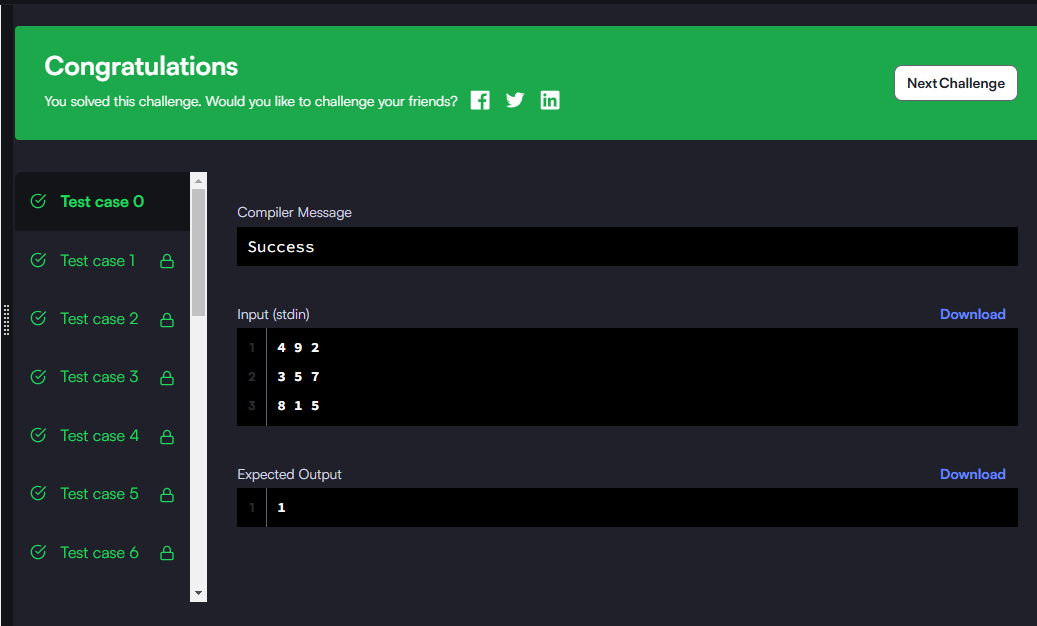 Congratulations
You solved this challenge. Would you like to challenge your friends?
Next Challenge
Test case 0
Test case 1
Test case 2
Test case 3
Test case 4
Test case 5
Test case 6
Compiler Message
Success
Input (stdin)
Download
1 4 9 2
2 3 5 7
3 8 1 5
Expected Output
Download
1 1